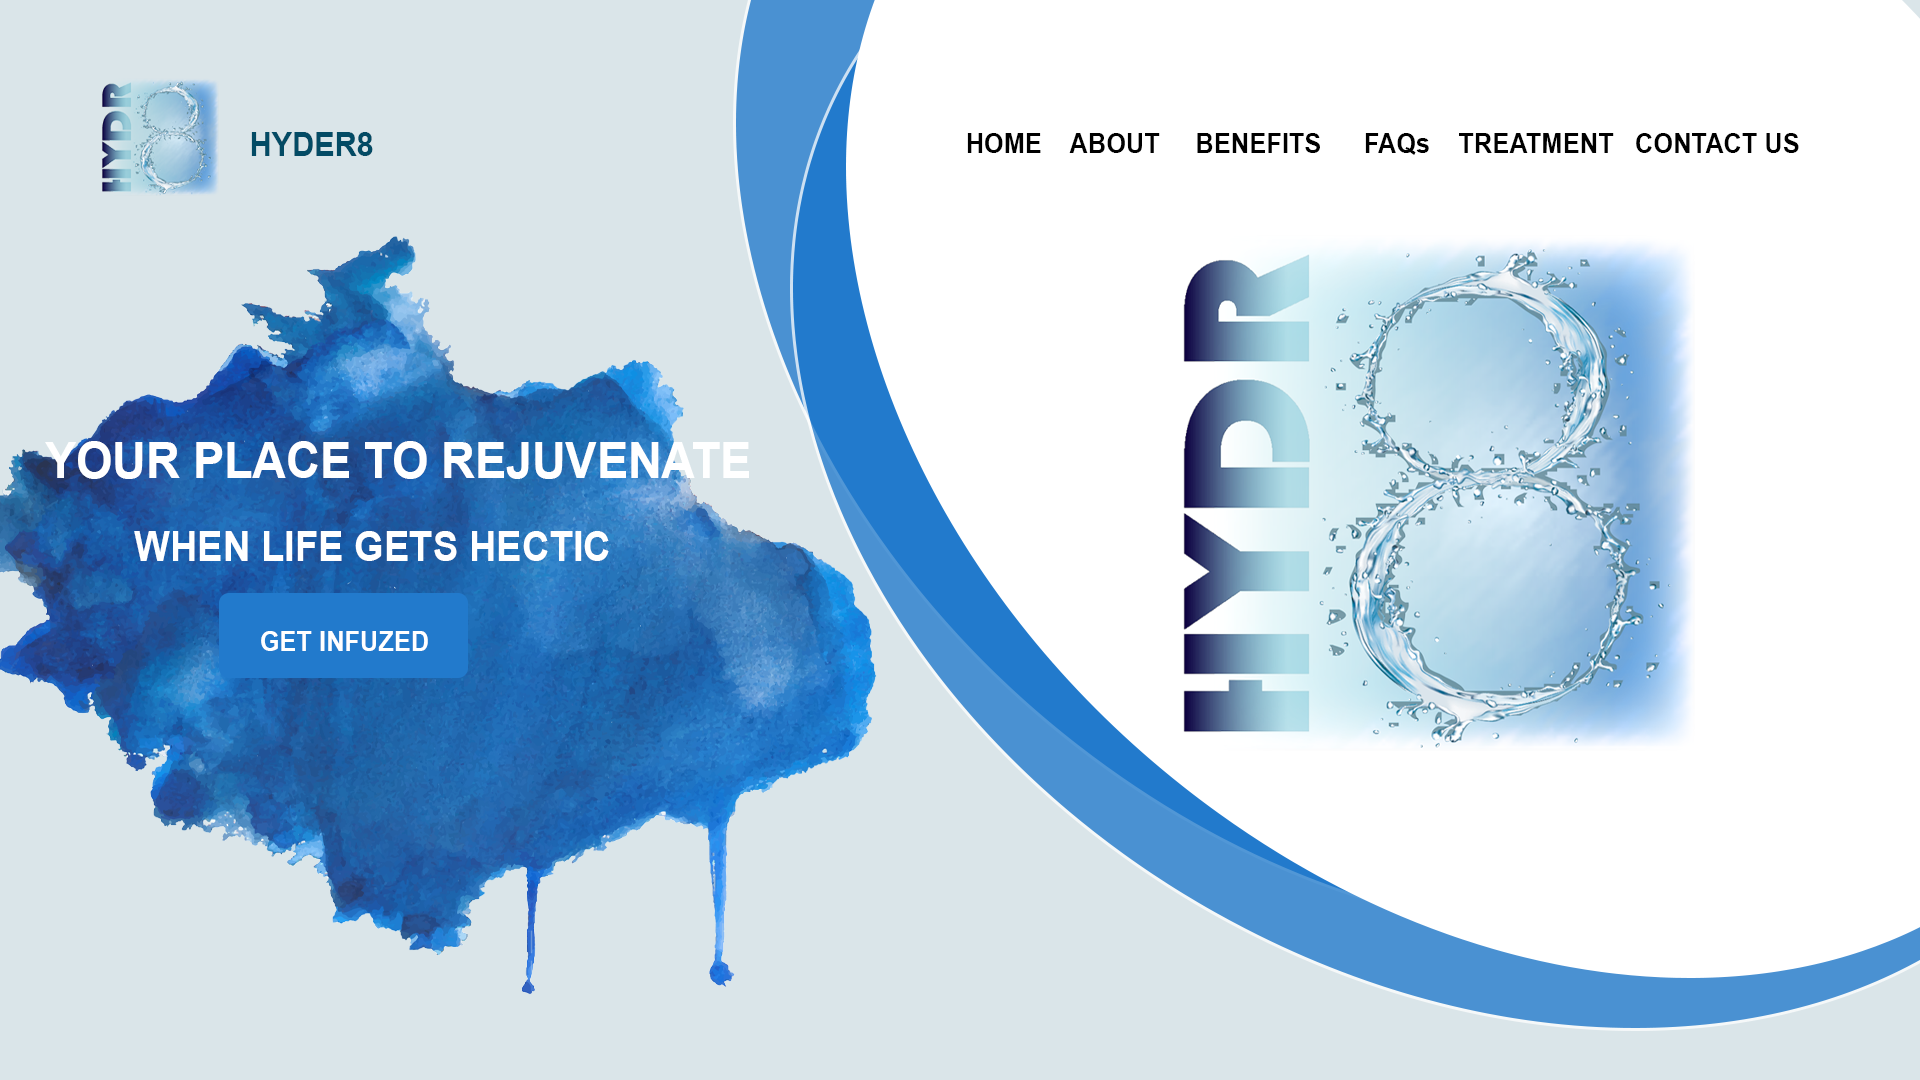 HYDR8
HYDER8
HOME ABOUT BENEFITS FAQs TREATMENT CONTACT US
YOUR PLACE TO REJUVENATE
WHEN LIFE GETS HECTIC
GET INFUZED
HYDR8